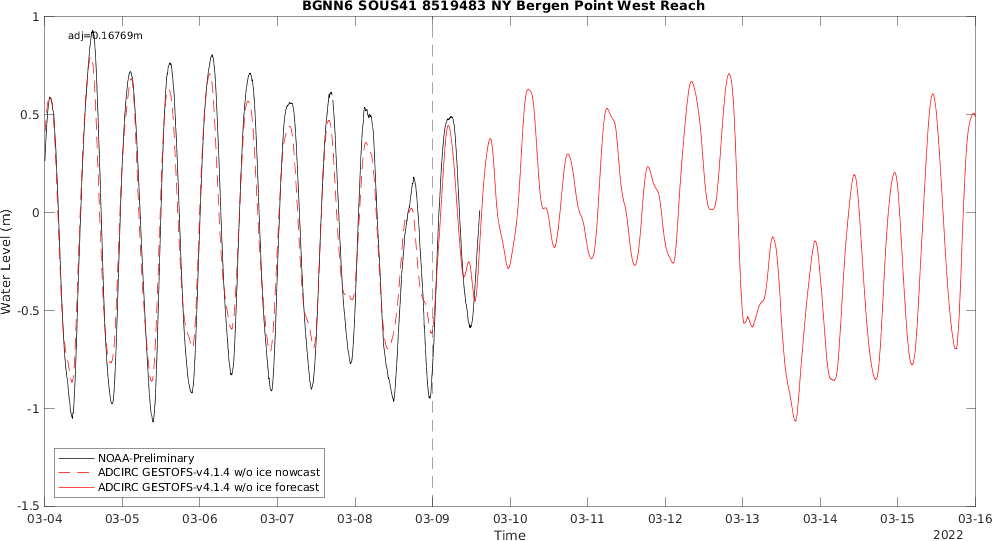 BGNN6 SOUS41 8519483 NY Bergen Point West Reach
adj=0.16769m
1
0.5
0
-0.5
-1
-1.5
Water Level (m)
NOAA-Preliminary
ADCIRC GESTOFS-v4.1.4 w/o ice nowcast
ADCIRC GESTOFS-v4.1.4 w/o ice forecast
03-04 03-05 03-06 03-07 03-08 03-09 03-10 03-11 03-12 03-13 03-14 03-15 03-16
Time
2022